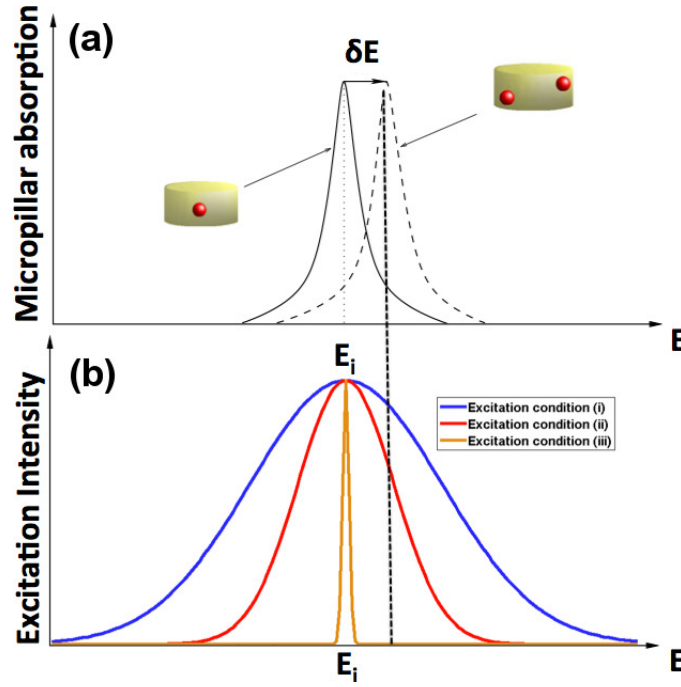 (a)
δE
Micropillar absorption
E
Ei
(b)
Excitation condition (i)
Excitation condition (ii)
Excitation condition (iii)
Excitation Intensity
Ei
E